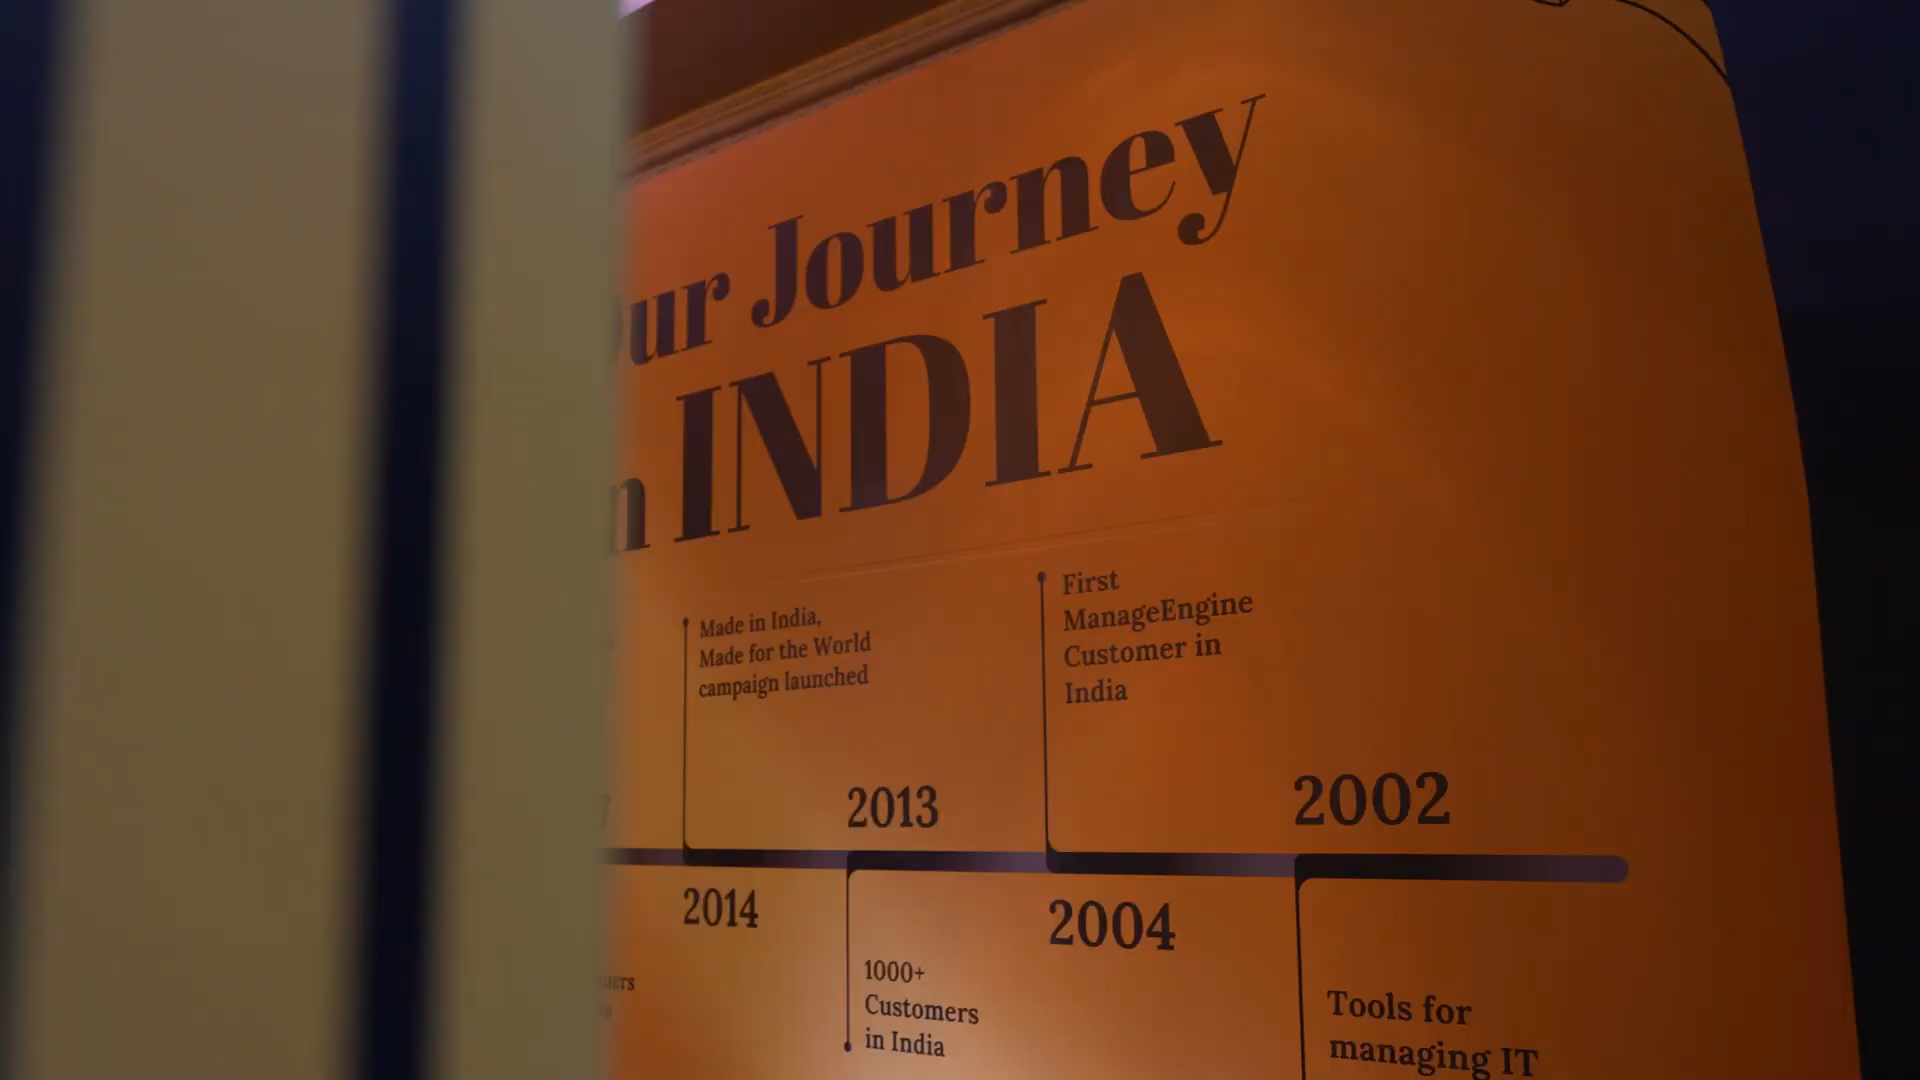 ur Journey
n INDIA
Made in India,
Made for the World
campaign launched
First
ManageEngine
Customer in
India
2013
2002
2014
2004
1000+
Customers
in India
Tools for
managing IT